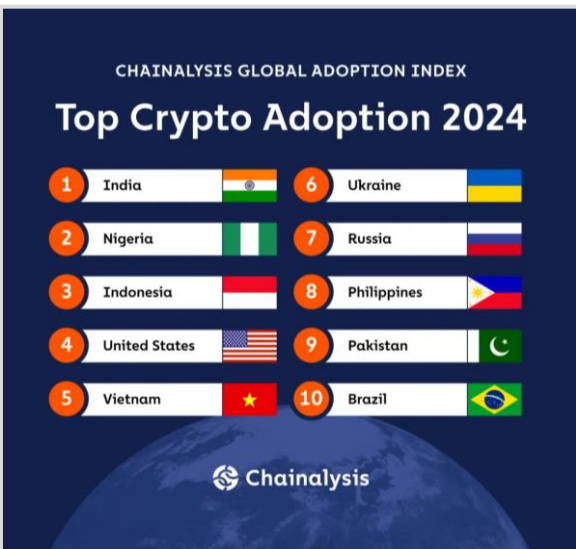 CHAINALYSIS GLOBAL ADOPTION INDEX
Top Crypto Adoption 2024
1 India
2 Nigeria
3 Indonesia
4 United States
5 Vietnam
6 Ukraine
7 Russia
8 Philippines
9 Pakistan
10 Brazil
Chainalysis